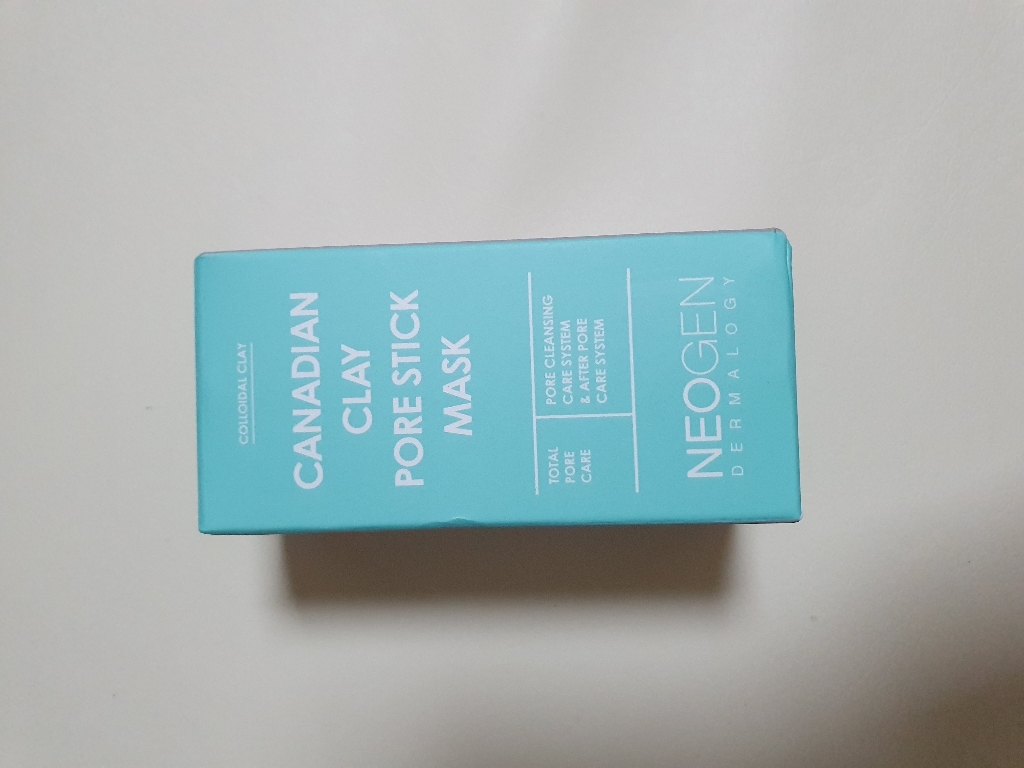 COLLOIDAL CLAY
CANADIAN
CLAY
PORE STICK
MASK
TOTAL
PORE
CARE
PORE CLEANSING
CARE SYSTEM
& AFTER PORE
CARE SYSTEM
NEOGEN
DERMALOGY